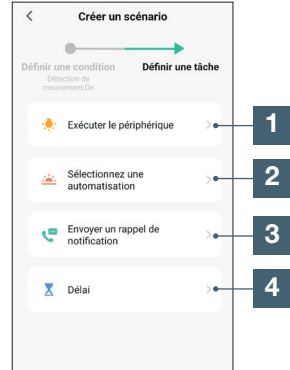 Créer un scénario
Définir une condition
Définir une tâche
Détection de
mouvement:On
Exécuter le périphérique
1
Sélectionnez une
automatisation
2
Envoyer un rappel de
notification
3
Délai
4